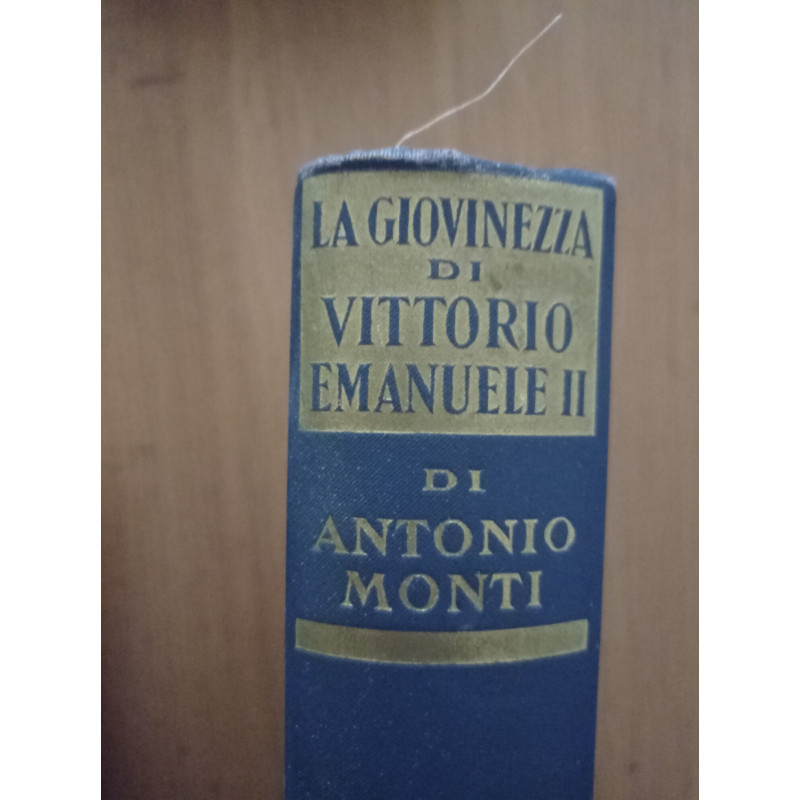 LA GIOVINEZZA
DI
VITTORIO
EMANUELE II
DI
ANTONIO
MONTI